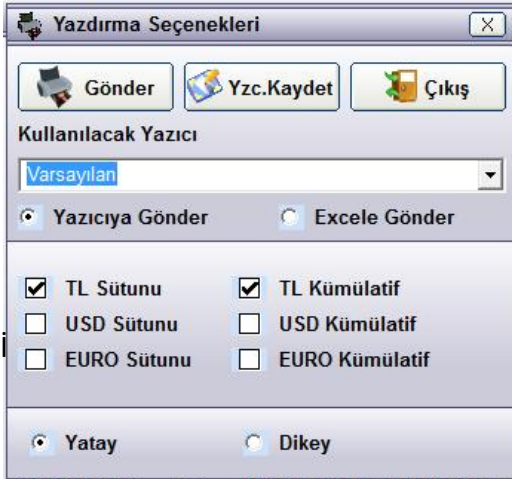 Yazdırma Seçenekleri
Gönder Yzc.Kaydet Çıkış
Kullanılacak Yazıcı
Varsayılan
Yazıcıya Gönder Excele Gönder
TL Sütunu TL Kümülatif
USD Sütunu USD Kümülatif
EURO Sütunu EURO Kümülatif
Yatay Dikey